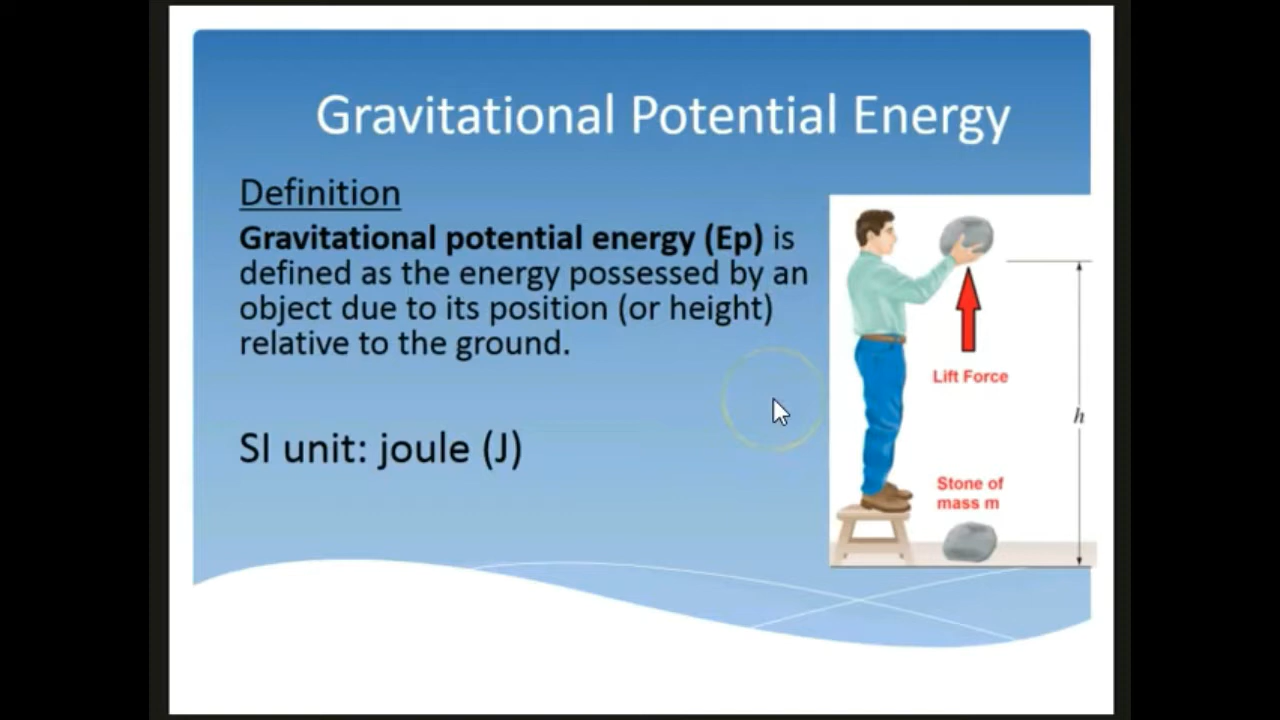 Gravitational Potential Energy
Definition
Gravitational potential energy (Ep) is
defined as the energy possessed by an
object due to its position (or height)
relative to the ground.
SI unit: joule (J)
Lift Force
h
Stone of
mass m